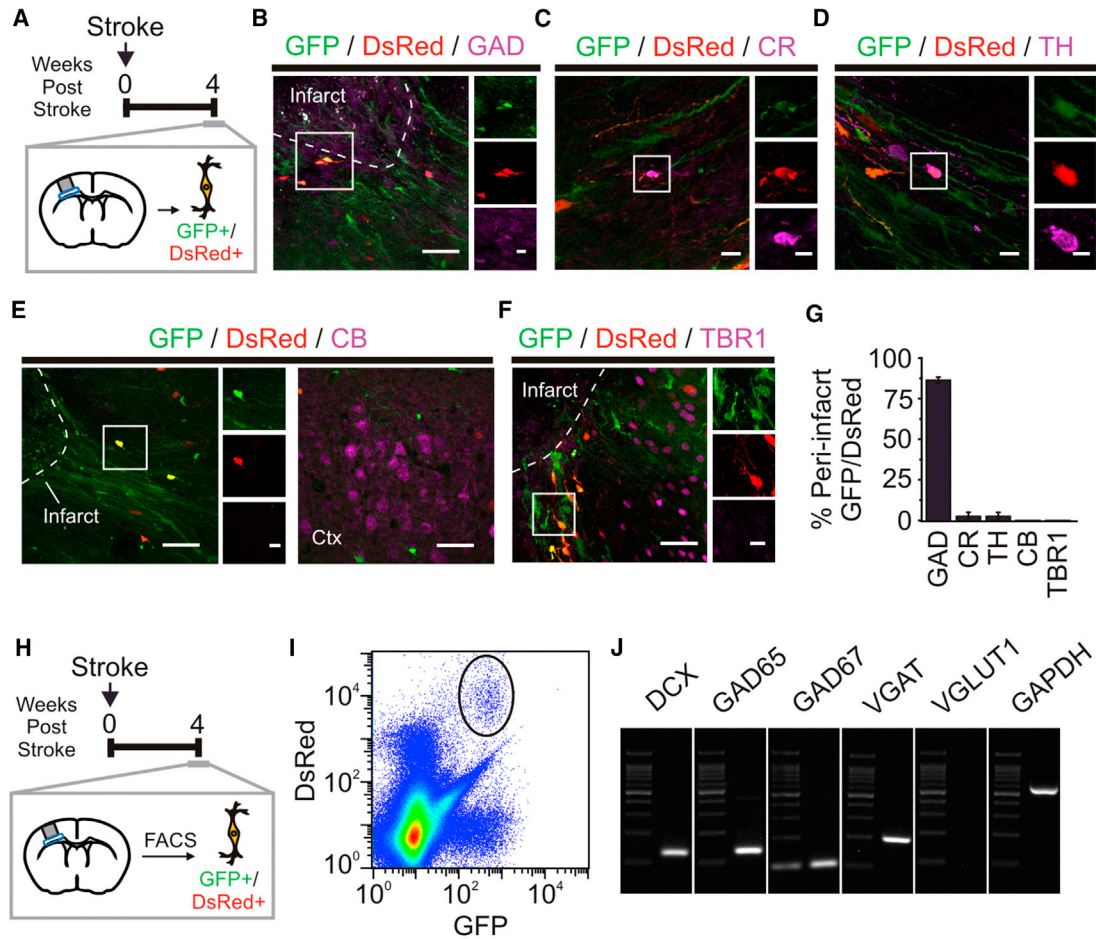 A
Stroke
Weeks
Post
Stroke
0 4
GFP+/
DsRed+
B
GFP / DsRed / GAD
Infarct
C
GFP / DsRed / CR
D
GFP / DsRed / TH
E
GFP / DsRed / CB
Infarct
Ctx
F
GFP / DsRed / TBR1
Infarct
G
% Peri-infacrt
GFP/DsRed
100
75
50
25
0
GAD
CR
TH
CB
TBR1
H
Stroke
Weeks
Post
Stroke
0 4
FACS
GFP+/
DsRed+
I
DsRed
10⁴
10²
10⁰
10⁰ 10² 10⁴
GFP
J
DCX
GAD65
GAD67
VGAT
VGLUT1
GAPDH